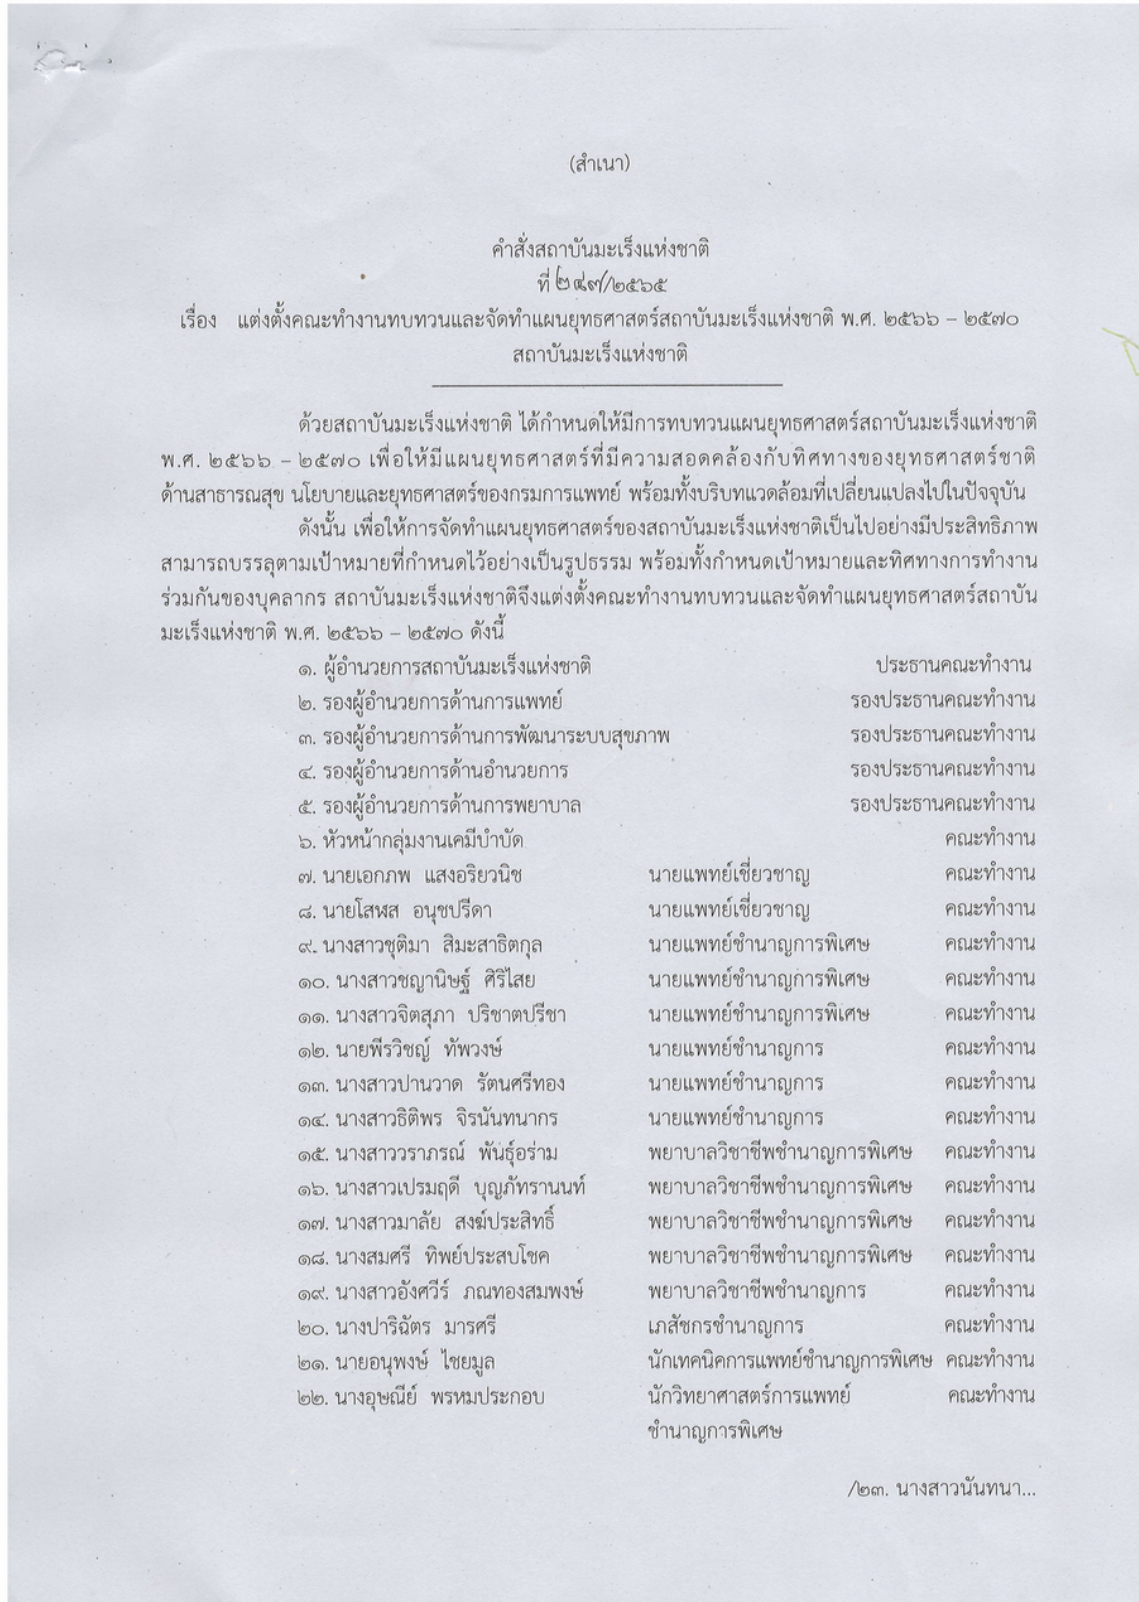 (สำเนา)
คำสั่งสถาบันมะเร็งแห่งชาติ
ที่ ๒๔๗/๒๕๖๕
เรื่อง แต่งตั้งคณะทำงานทบทวนและจัดทำแผนยุทธศาสตร์สถาบันมะเร็งแห่งชาติ พ.ศ. ๒๕๖๖ – ๒๕๗๐
สถาบันมะเร็งแห่งชาติ
ด้วยสถาบันมะเร็งแห่งชาติ ได้กำหนดให้มีการทบทวนแผนยุทธศาสตร์สถาบันมะเร็งแห่งชาติ
พ.ศ. ๒๕๖๖ – ๒๕๗๐ เพื่อให้มีแผนยุทธศาสตร์ที่มีความสอดคล้องกับทิศทางของยุทธศาสตร์ชาติ
ด้านสาธารณสุข นโยบายและยุทธศาสตร์ของกรมการแพทย์ พร้อมทั้งบริบทแวดล้อมที่เปลี่ยนแปลงไปในปัจจุบัน
ดังนั้น เพื่อให้การจัดทำแผนยุทธศาสตร์ของสถาบันมะเร็งแห่งชาติเป็นไปอย่างมีประสิทธิภาพ
สามารถบรรลุตามเป้าหมายที่กำหนดไว้อย่างเป็นรูปธรรม พร้อมทั้งกำหนดเป้าหมายและทิศทางการทำงาน
ร่วมกันของบุคลากร สถาบันมะเร็งแห่งชาติจึงแต่งตั้งคณะทำงานทบทวนและจัดทำแผนยุทธศาสตร์สถาบัน
มะเร็งแห่งชาติ พ.ศ. ๒๕๖๖ – ๒๕๗๐ ดังนี้
๑. ผู้อำนวยการสถาบันมะเร็งแห่งชาติ ประธานคณะทำงาน
๒. รองผู้อำนวยการด้านการแพทย์ รองประธานคณะทำงาน
๓. รองผู้อำนวยการด้านการพัฒนาระบบสุขภาพ รองประธานคณะทำงาน
๔. รองผู้อำนวยการด้านอำนวยการ รองประธานคณะทำงาน
๕. รองผู้อำนวยการด้านการพยาบาล รองประธานคณะทำงาน
๖. หัวหน้ากลุ่มงานเคมีบำบัด คณะทำงาน
๗. นายเอกภพ แสงอริยวนิช นายแพทย์เชี่ยวชาญ คณะทำงาน
๘. นายโสฬส อนุชปรีดา นายแพทย์เชี่ยวชาญ คณะทำงาน
๙. นางสาวชุติมา สิมะสาธิตกุล นายแพทย์ชำนาญการพิเศษ คณะทำงาน
๑๐. นางสาวชญานิษฐ์ ศิริไสย นายแพทย์ชำนาญการพิเศษ คณะทำงาน
๑๑. นางสาวจิตสุภา ปริชาตปรีชา นายแพทย์ชำนาญการพิเศษ คณะทำงาน
๑๒. นายพีรวิชญ์ ทัพวงษ์ นายแพทย์ชำนาญการ คณะทำงาน
๑๓. นางสาวปานวาด รัตนศรีทอง นายแพทย์ชำนาญการ คณะทำงาน
๑๔. นางสาวธิติพร จิรนันทนากร นายแพทย์ชำนาญการ คณะทำงาน
๑๕. นางสาววราภรณ์ พันธุ์อร่าม พยาบาลวิชาชีพชำนาญการพิเศษ คณะทำงาน
๑๖. นางสาวเปรมฤดี บุญภัทรานนท์ พยาบาลวิชาชีพชำนาญการพิเศษ คณะทำงาน
๑๗. นางสาวมาลัย สงฆ์ประสิทธิ์ พยาบาลวิชาชีพชำนาญการพิเศษ คณะทำงาน
๑๘. นางสมศรี ทิพย์ประสบโชค พยาบาลวิชาชีพชำนาญการพิเศษ คณะทำงาน
๑๙. นางสาวอังศวีร์ ภณทองสมพงษ์ พยาบาลวิชาชีพชำนาญการ คณะทำงาน
๒๐. นางปาริฉัตร มารศรี เภสัชกรชำนาญการ คณะทำงาน
๒๑. นายอนุพงษ์ ไชยมูล นักเทคนิคการแพทย์ชำนาญการพิเศษ คณะทำงาน
๒๒. นางอุษณีย์ พรหมประกอบ นักวิทยาศาสตร์การแพทย์ คณะทำงาน
ชำนาญการพิเศษ
/๒๓. นางสาวนันทนา...